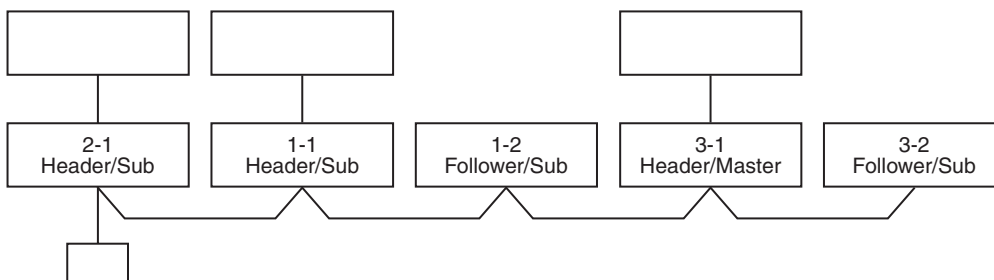 2-1
Header/Sub
1-1
Header/Sub
1-2
Follower/Sub
3-1
Header/Master
3-2
Follower/Sub